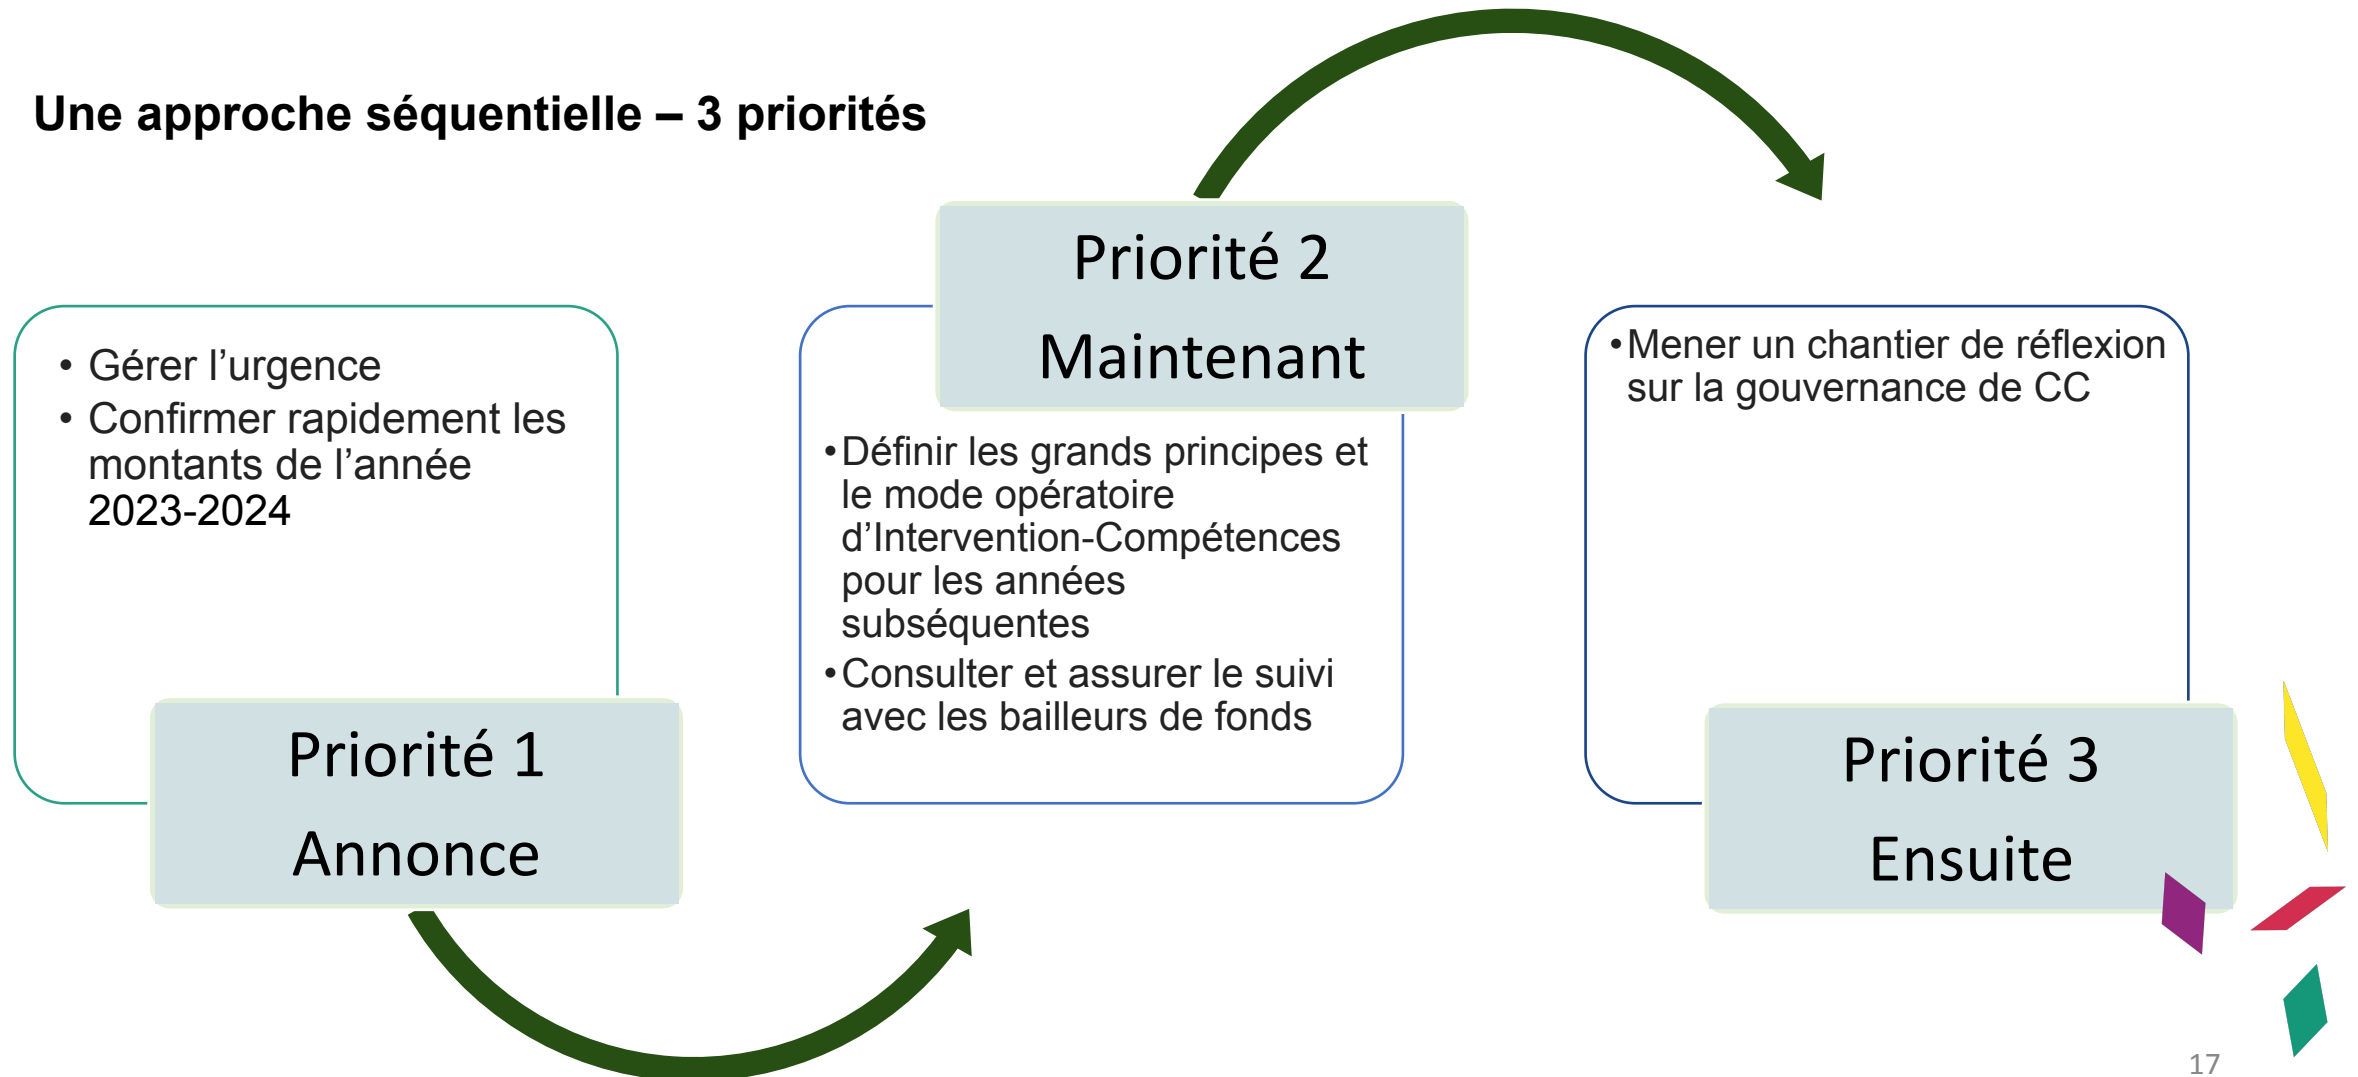 Une approche séquentielle – 3 priorités
• Gérer l’urgence
• Confirmer rapidement les
montants de l’année
2023-2024
Priorité 1
Annonce
Priorité 2
Maintenant
•Définir les grands principes et
le mode opératoire
d’Intervention-Compétences
pour les années
subséquentes
•Consulter et assurer le suivi
avec les bailleurs de fonds
•Mener un chantier de réflexion
sur la gouvernance de CC
Priorité 3
Ensuite
17